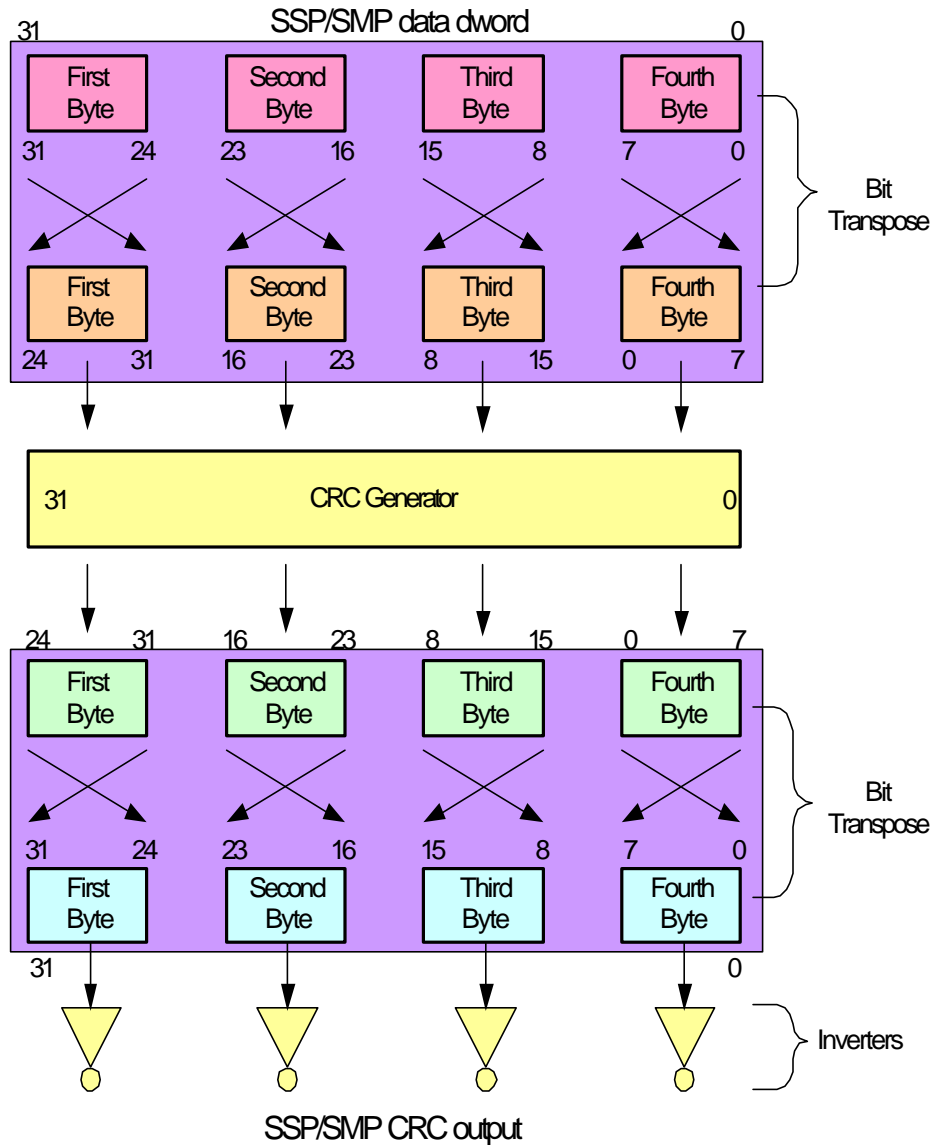 SSP/SMP data dword
31 0
First Byte Second Byte Third Byte Fourth Byte
31 24 23 16 15 8 7 0
Bit
Transpose
First Byte Second Byte Third Byte Fourth Byte
24 31 16 23 8 15 0 7
31 CRC Generator 0
24 31 16 23 8 15 0 7
First Byte Second Byte Third Byte Fourth Byte
Bit
Transpose
31 24 23 16 15 8 7 0
First Byte Second Byte Third Byte Fourth Byte
31 0
Inverters
SSP/SMP CRC output